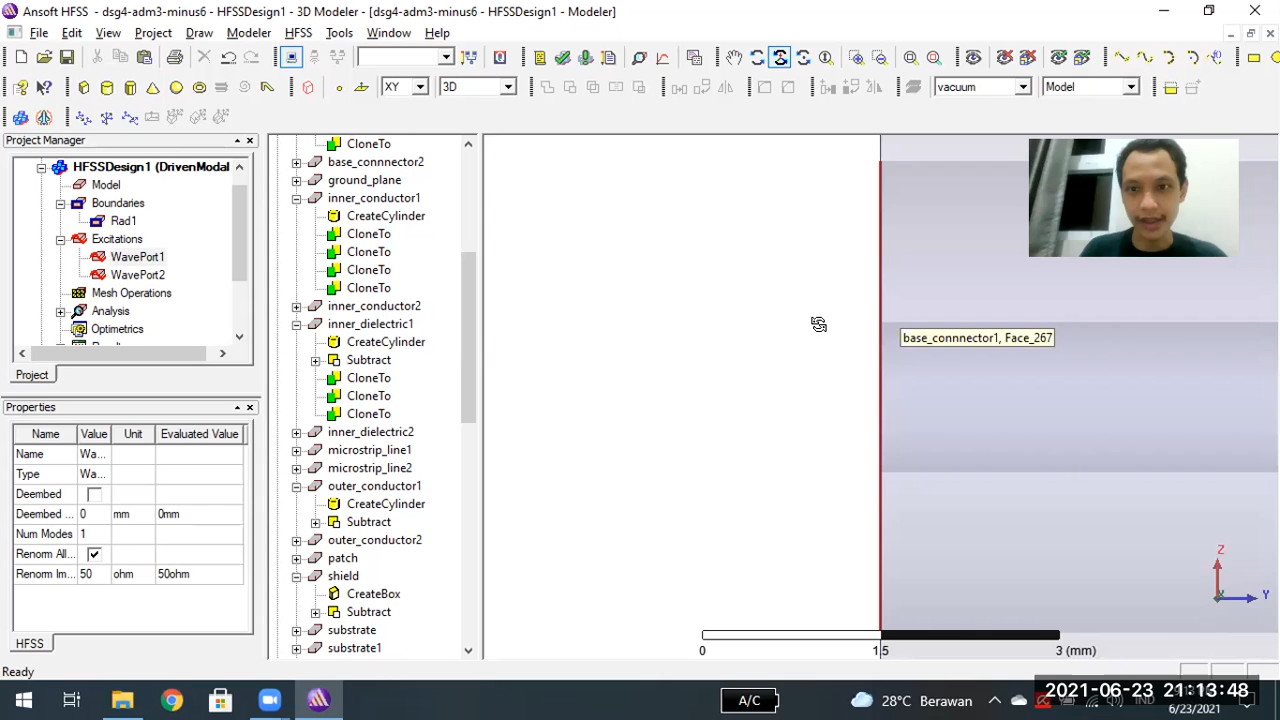 Ansoft HFSS - dsg4-adm3-minus6 - HFSSDesign1 - 3D Modeler - [dsg4-adm3-minus6 - HFSSDesign1 - Modeler]
File Edit View Project Draw Modeler HFSS Tools Window Help
XY 3D vacuum Model
Project Manager
HFSSDesign1 (DrivenModal
Model
Boundaries
Rad1
Excitations
WavePort1
WavePort2
Mesh Operations
Analysis
Optimetrics
Project
Properties
Name Value Unit Evaluated Value
Name Wa...
Type Wa...
Deembed
Deembed ... 0 mm 0mm
Num Modes 1
Renorm All...
Renorm Im... 50 ohm 50ohm
HFSS
CloneTo
base_connnector2
ground_plane
inner_conductor1
CreateCylinder
CloneTo
CloneTo
CloneTo
CloneTo
inner_conductor2
inner_dielectric1
CreateCylinder
Subtract
CloneTo
CloneTo
CloneTo
inner_dielectric2
microstrip_line1
microstrip_line2
outer_conductor1
CreateCylinder
Subtract
outer_conductor2
patch
shield
CreateBox
Subtract
substrate
substrate1
base_connnector1, Face_267
Z
X
Y
0 1.5 3 (mm)
Ready
A/C
28°C Berawan
IND
2021-06-23 21:13:48
6/23/2021